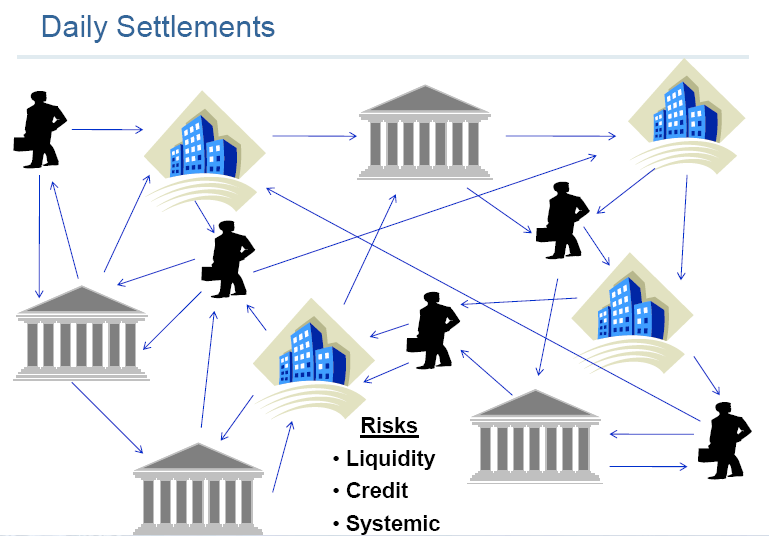 Daily Settlements
Risks
• Liquidity
• Credit
• Systemic